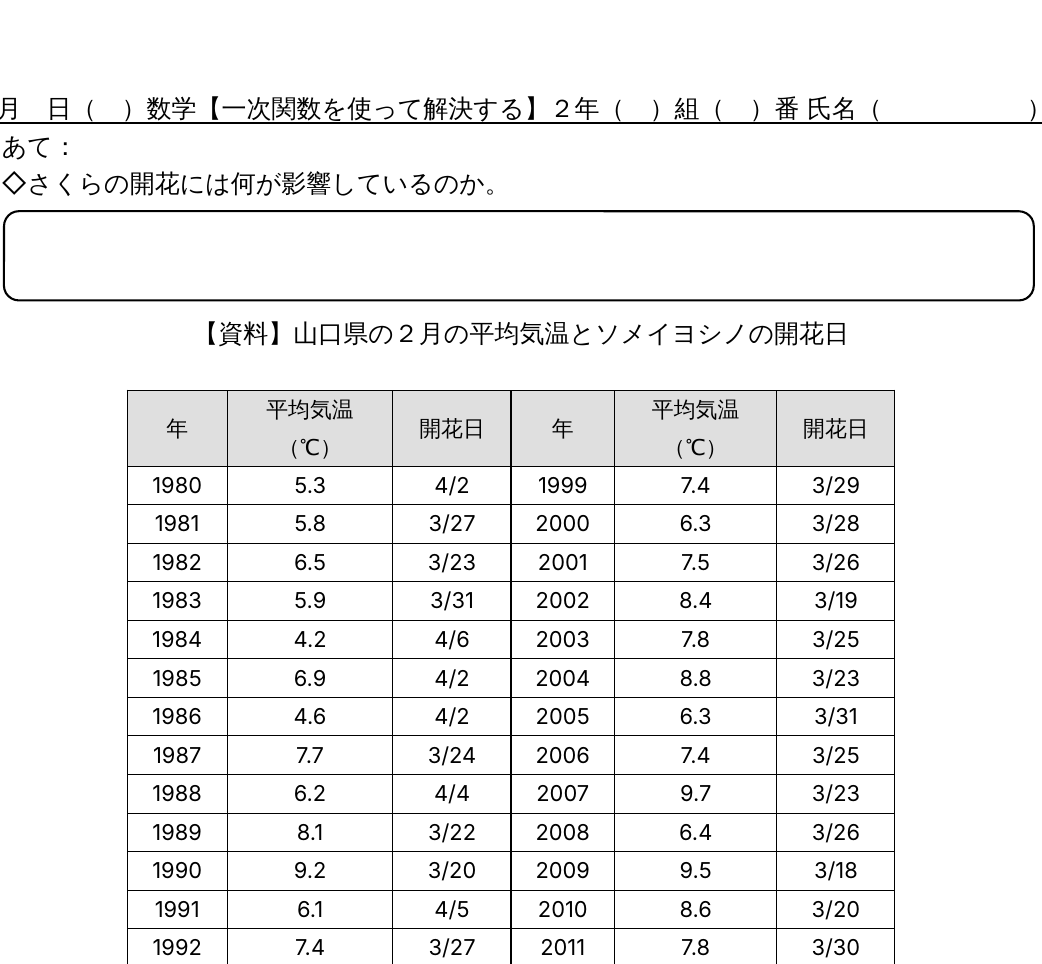 月　日（　）数学【一次関数を使って解決する】２年（　）組（　）番 氏名（　　　　　　）
あて：
◇さくらの開花には何が影響しているのか。
【資料】山口県の２月の平均気温とソメイヨシノの開花日
年 平均気温（℃） 開花日 年 平均気温（℃） 開花日
1980 5.3 4/2 1999 7.4 3/29
1981 5.8 3/27 2000 6.3 3/28
1982 6.5 3/23 2001 7.5 3/26
1983 5.9 3/31 2002 8.4 3/19
1984 4.2 4/6 2003 7.8 3/25
1985 6.9 4/2 2004 8.8 3/23
1986 4.6 4/2 2005 6.3 3/31
1987 7.7 3/24 2006 7.4 3/25
1988 6.2 4/4 2007 9.7 3/23
1989 8.1 3/22 2008 6.4 3/26
1990 9.2 3/20 2009 9.5 3/18
1991 6.1 4/5 2010 8.6 3/20
1992 7.4 3/27 2011 7.8 3/30